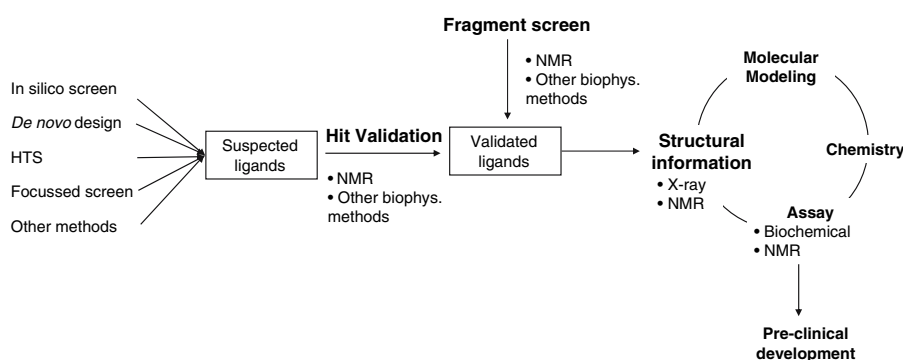 Fragment screen
• NMR
• Other biophys.
methods
In silico screen
De novo design
HTS
Focussed screen
Other methods
Suspected
ligands
Hit Validation
• NMR
• Other biophys.
methods
Validated
ligands
Structural
information
• X-ray
• NMR
Molecular
Modeling
Chemistry
Assay
• Biochemical
• NMR
Pre-clinical
development